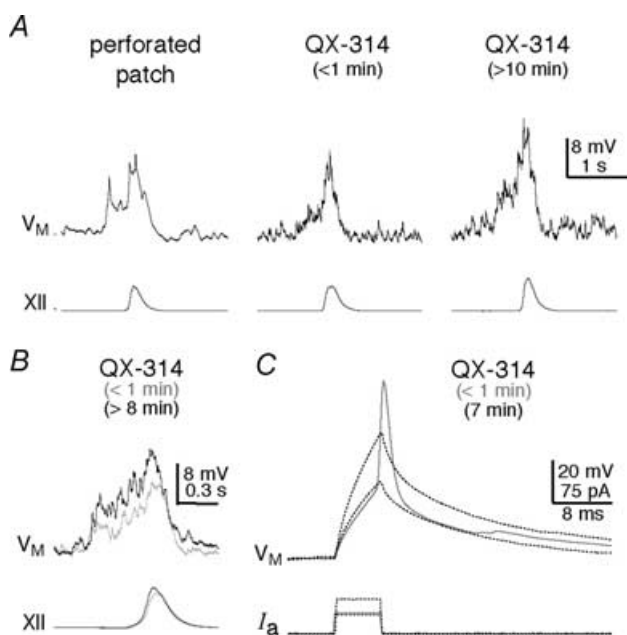 A
perforated
patch
QX-314
(<1 min)
QX-314
(>10 min)
8 mV
1 s
VM
XII
B
QX-314
(< 1 min)
(> 8 min)
8 mV
0.3 s
VM
XII
C
QX-314
(< 1 min)
(7 min)
20 mV
75 pA
8 ms
VM
Ia